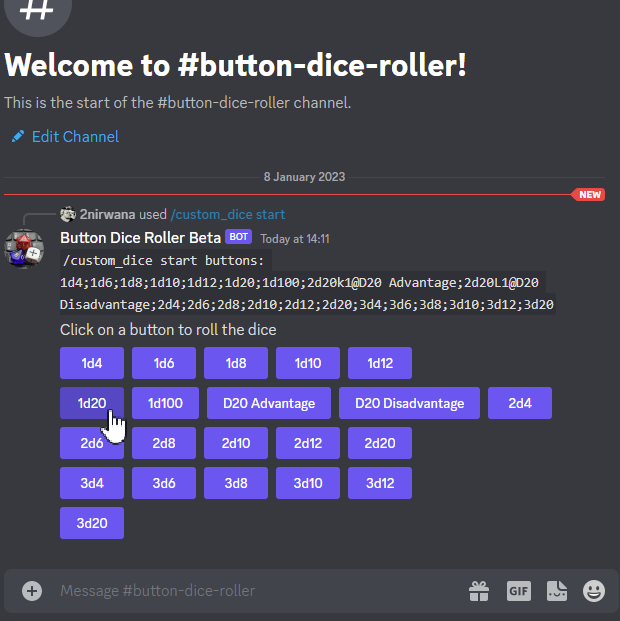 #
Welcome to #button-dice-roller!
This is the start of the #button-dice-roller channel.
Edit Channel
8 January 2023
NEW
2nirwana used /custom_dice start
Button Dice Roller Beta BOT Today at 14:11
/custom_dice start buttons:
1d4;1d6;1d8;1d10;1d12;1d20;1d100;2d20k1@D20 Advantage;2d20L1@D20
Disadvantage;2d4;2d6;2d8;2d10;2d12;2d20;3d4;3d6;3d8;3d10;3d12;3d20
Click on a button to roll the dice
1d4 1d6 1d8 1d10 1d12
1d20 1d100 D20 Advantage D20 Disadvantage 2d4
2d6 2d8 2d10 2d12 2d20
3d4 3d6 3d8 3d10 3d12
3d20
Message #button-dice-roller GIF